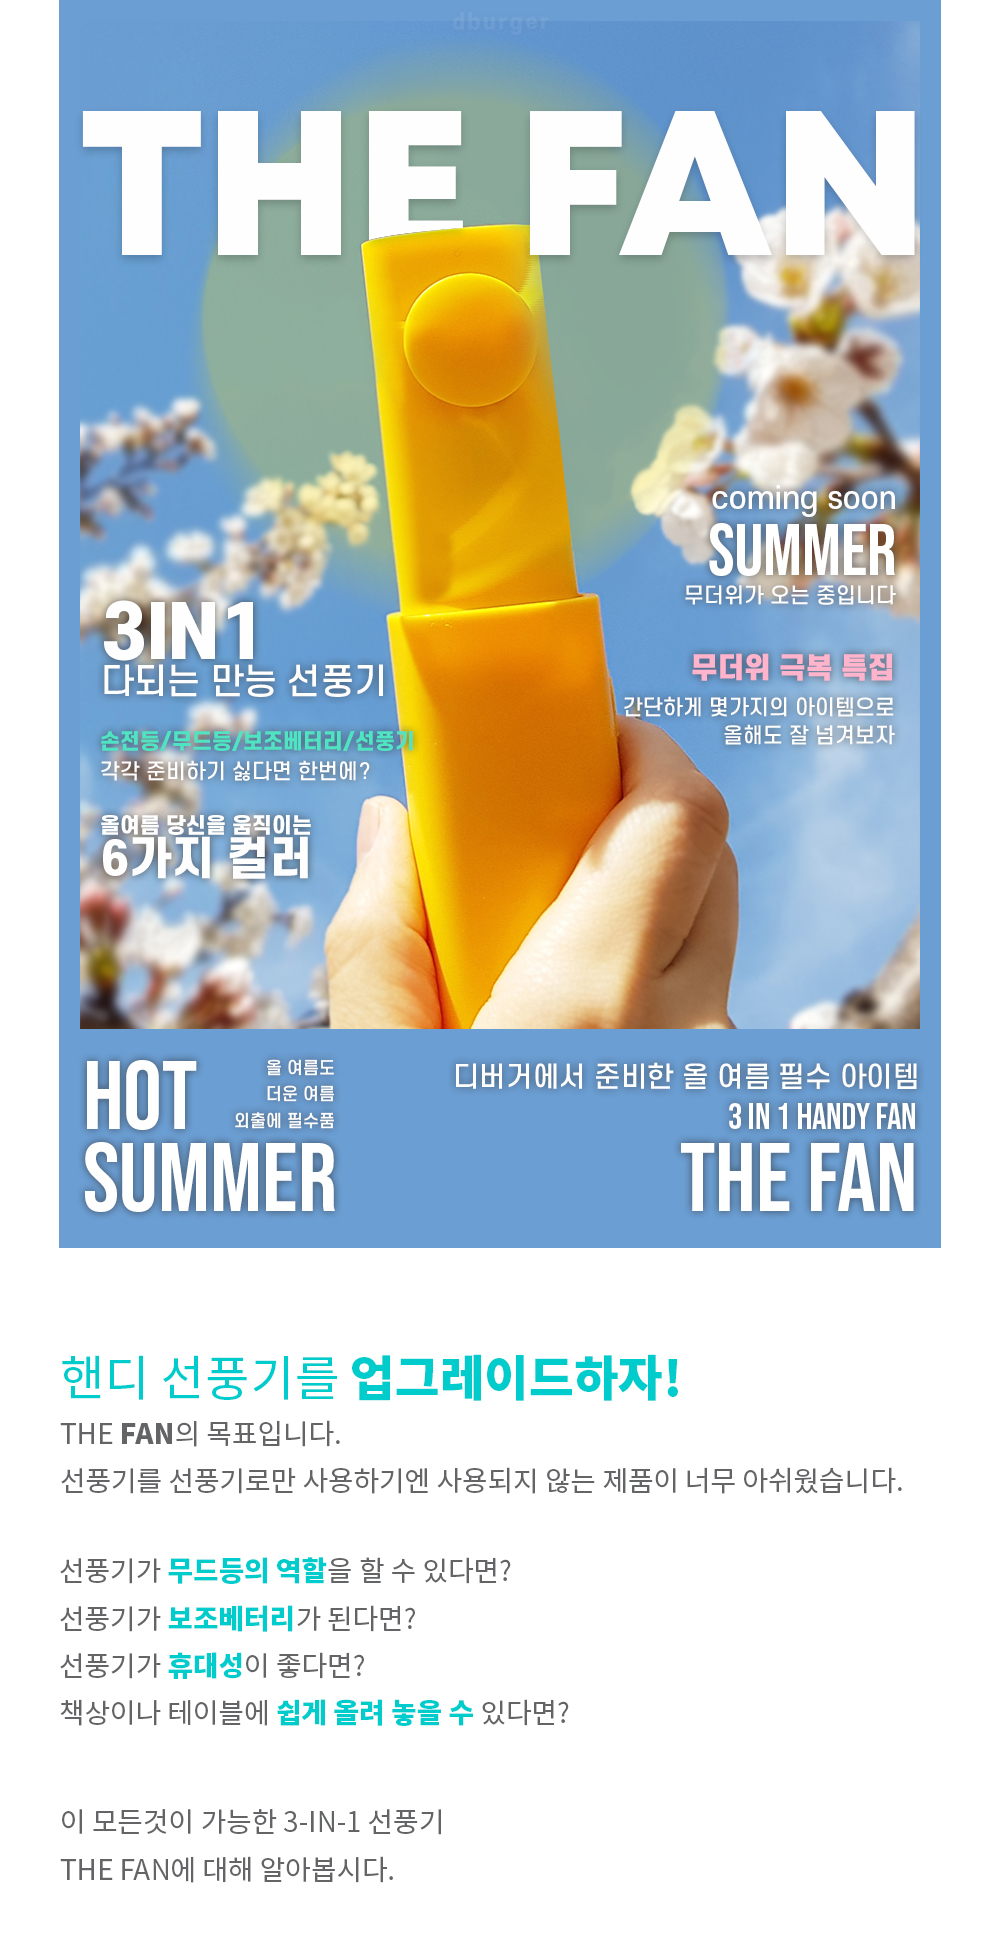 dburger
THE FAN
coming soon
SUMMER
무더위가 오는 중입니다
3IN1
다되는 만능 선풍기
무더위 극복 특집
간단하게 몇가지의 아이템으로
올해도 잘 넘겨보자
손전등/무드등/보조베터리/선풍기
각각 준비하기 싫다면 한번에?
올여름 당신을 움직이는
6가지 컬러
HOT
SUMMER
올 여름도
더운 여름
외출에 필수품
디버거에서 준비한 올 여름 필수 아이템
3 IN 1 HANDY FAN
THE FAN
핸디 선풍기를 업그레이드하자!
THE FAN의 목표입니다.
선풍기를 선풍기로만 사용하기엔 사용되지 않는 제품이 너무 아쉬웠습니다.
선풍기가 무드등의 역할을 할 수 있다면?
선풍기가 보조베터리가 된다면?
선풍기가 휴대성이 좋다면?
책상이나 테이블에 쉽게 올려 놓을 수 있다면?
이 모든것이 가능한 3-IN-1 선풍기
THE FAN에 대해 알아봅시다.